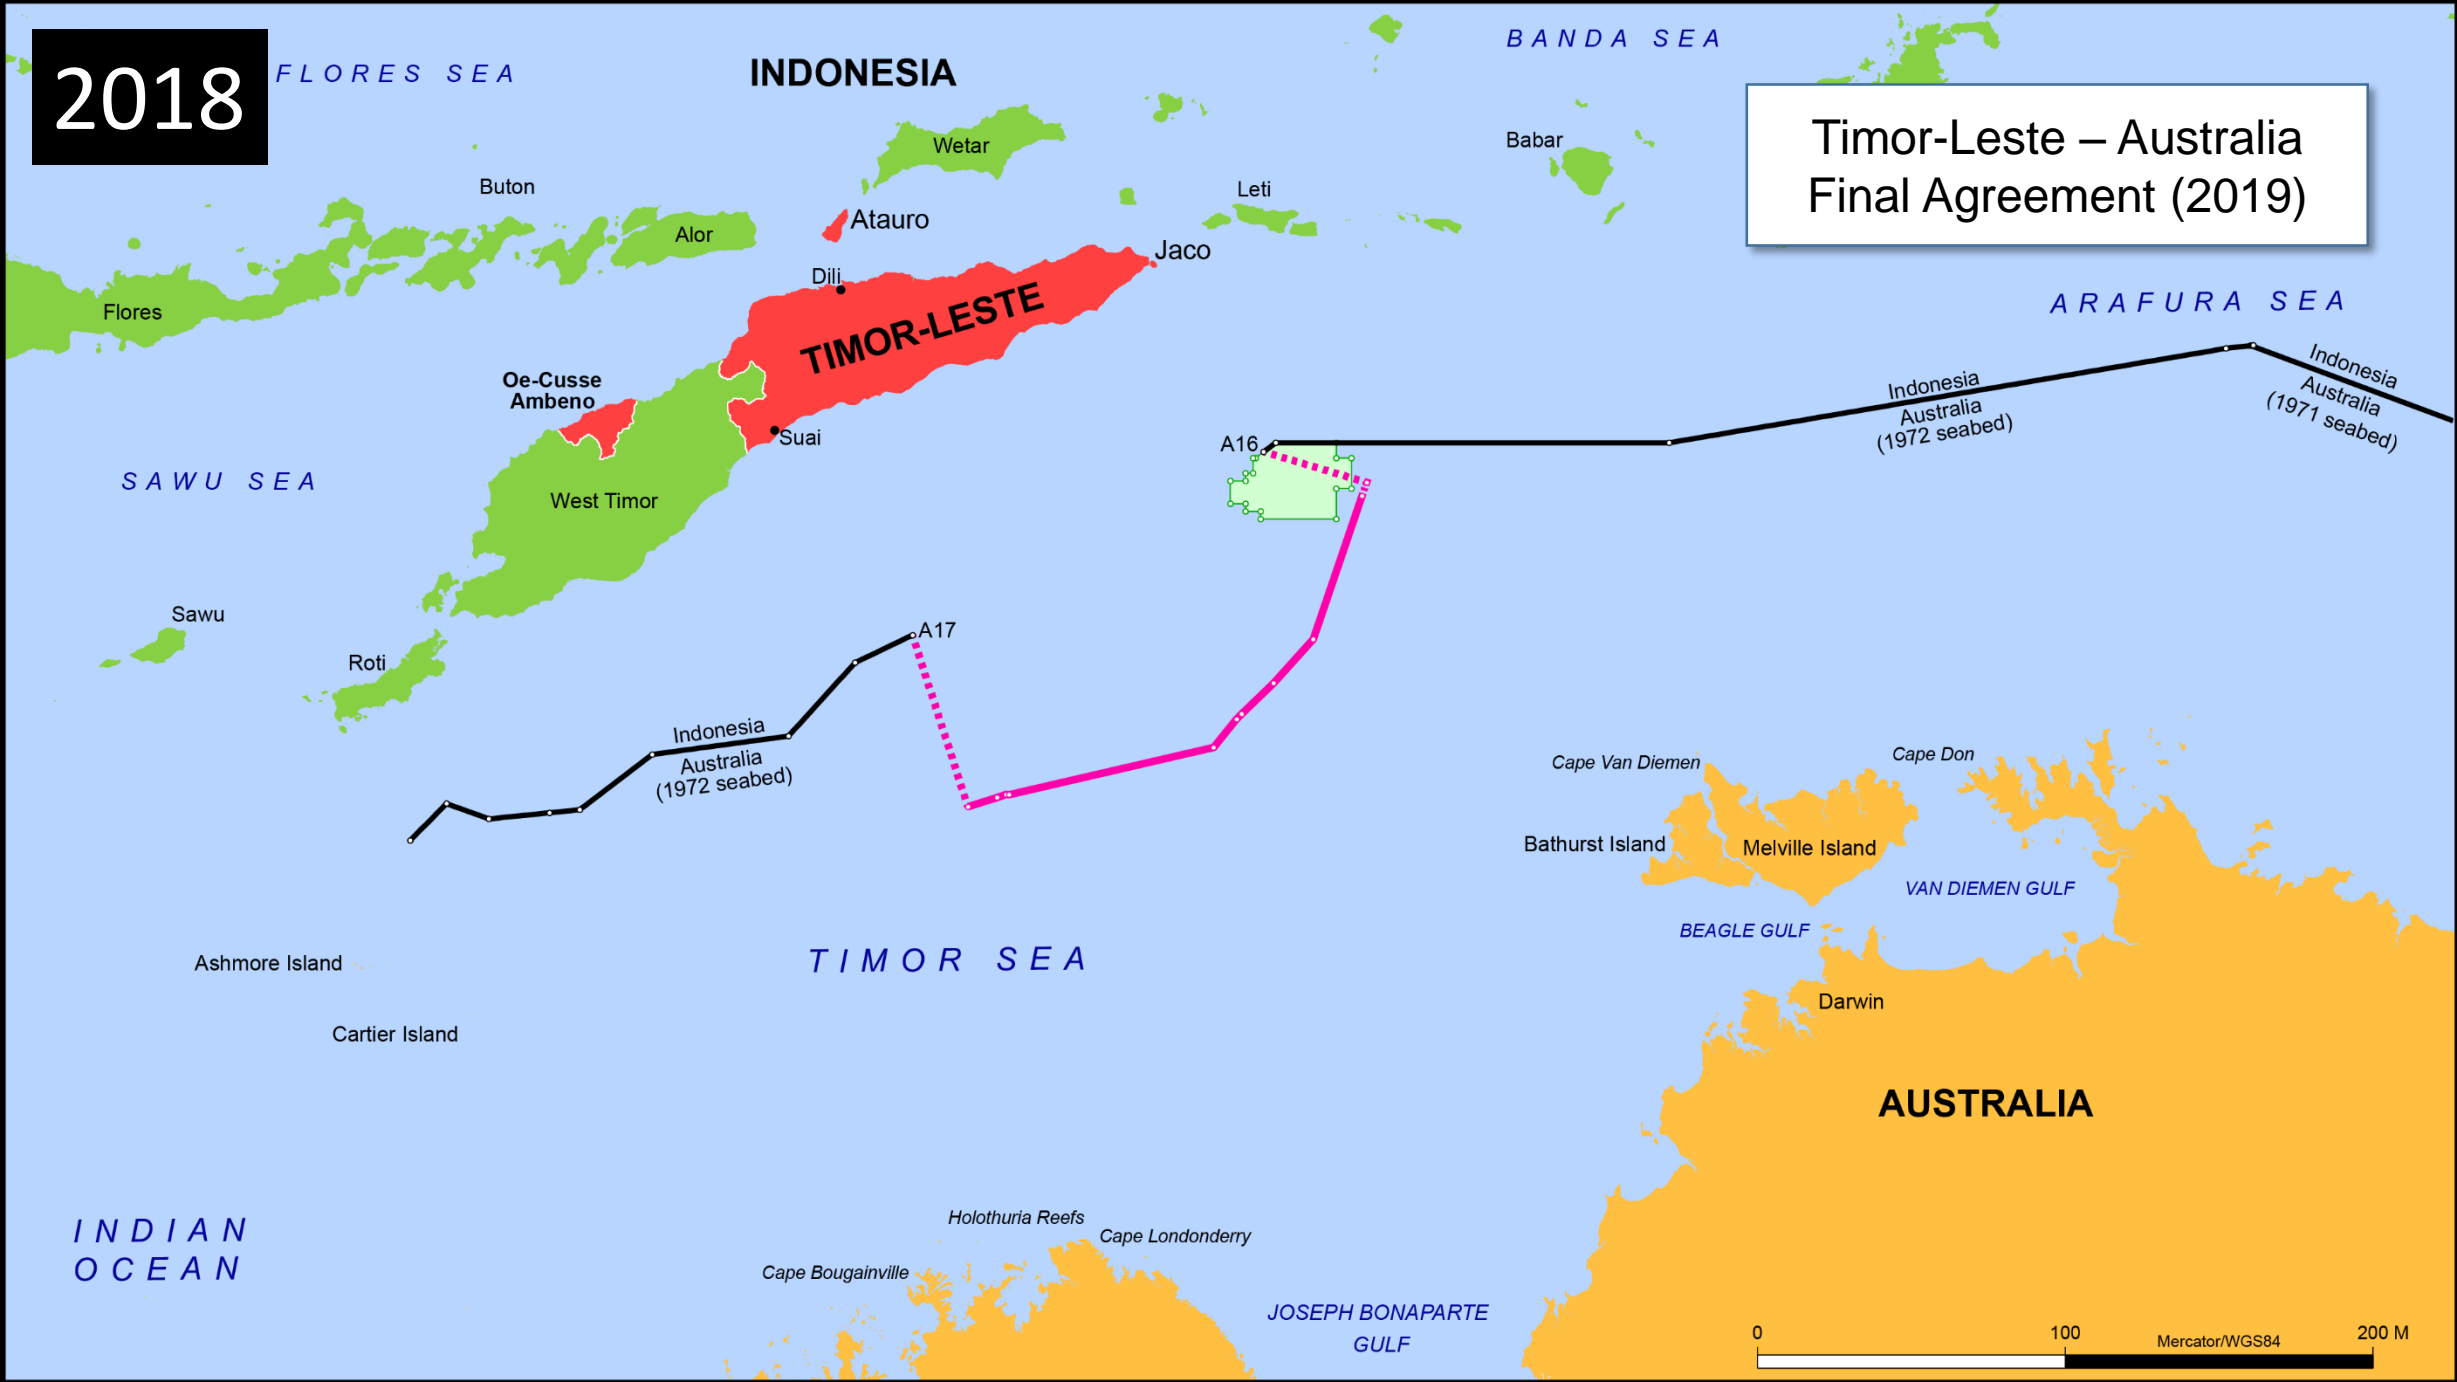 2018
FLORES SEA
INDONESIA
BANDA SEA
Timor-Leste – Australia
Final Agreement (2019)
Wetar
Babar
Buton
Leti
Atauro
Alor
Jaco
Dili
TIMOR-LESTE
Flores
ARAFURA SEA
Indonesia
Australia
(1971 seabed)
Indonesia
Australia
(1972 seabed)
Oe-Cusse
Ambeno
Suai
A16
SAWU SEA
West Timor
Sawu
A17
Roti
Indonesia
Australia
(1972 seabed)
Cape Van Diemen
Cape Don
Bathurst Island
Melville Island
VAN DIEMEN GULF
BEAGLE GULF
TIMOR SEA
Ashmore Island
Darwin
Cartier Island
AUSTRALIA
INDIAN
OCEAN
Holothuria Reefs
Cape Londonderry
Cape Bougainville
JOSEPH BONAPARTE
GULF
0 100 200 M
Mercator/WGS84